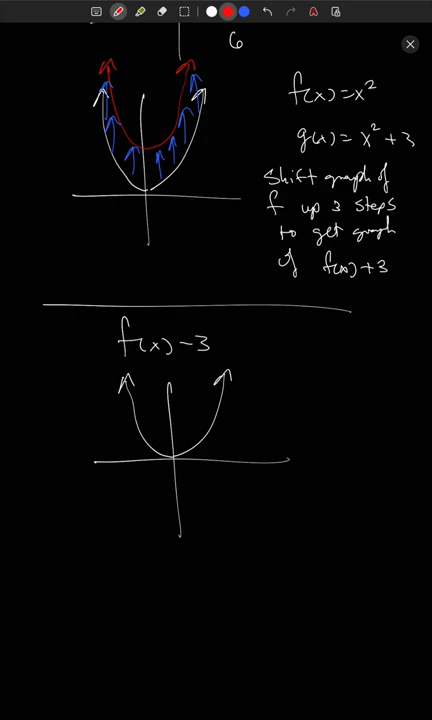 6
f(x) = x²
g(x) = x² + 3
Shift graph of
f up 3 steps
to get graph
of f(x) + 3
f(x) - 3